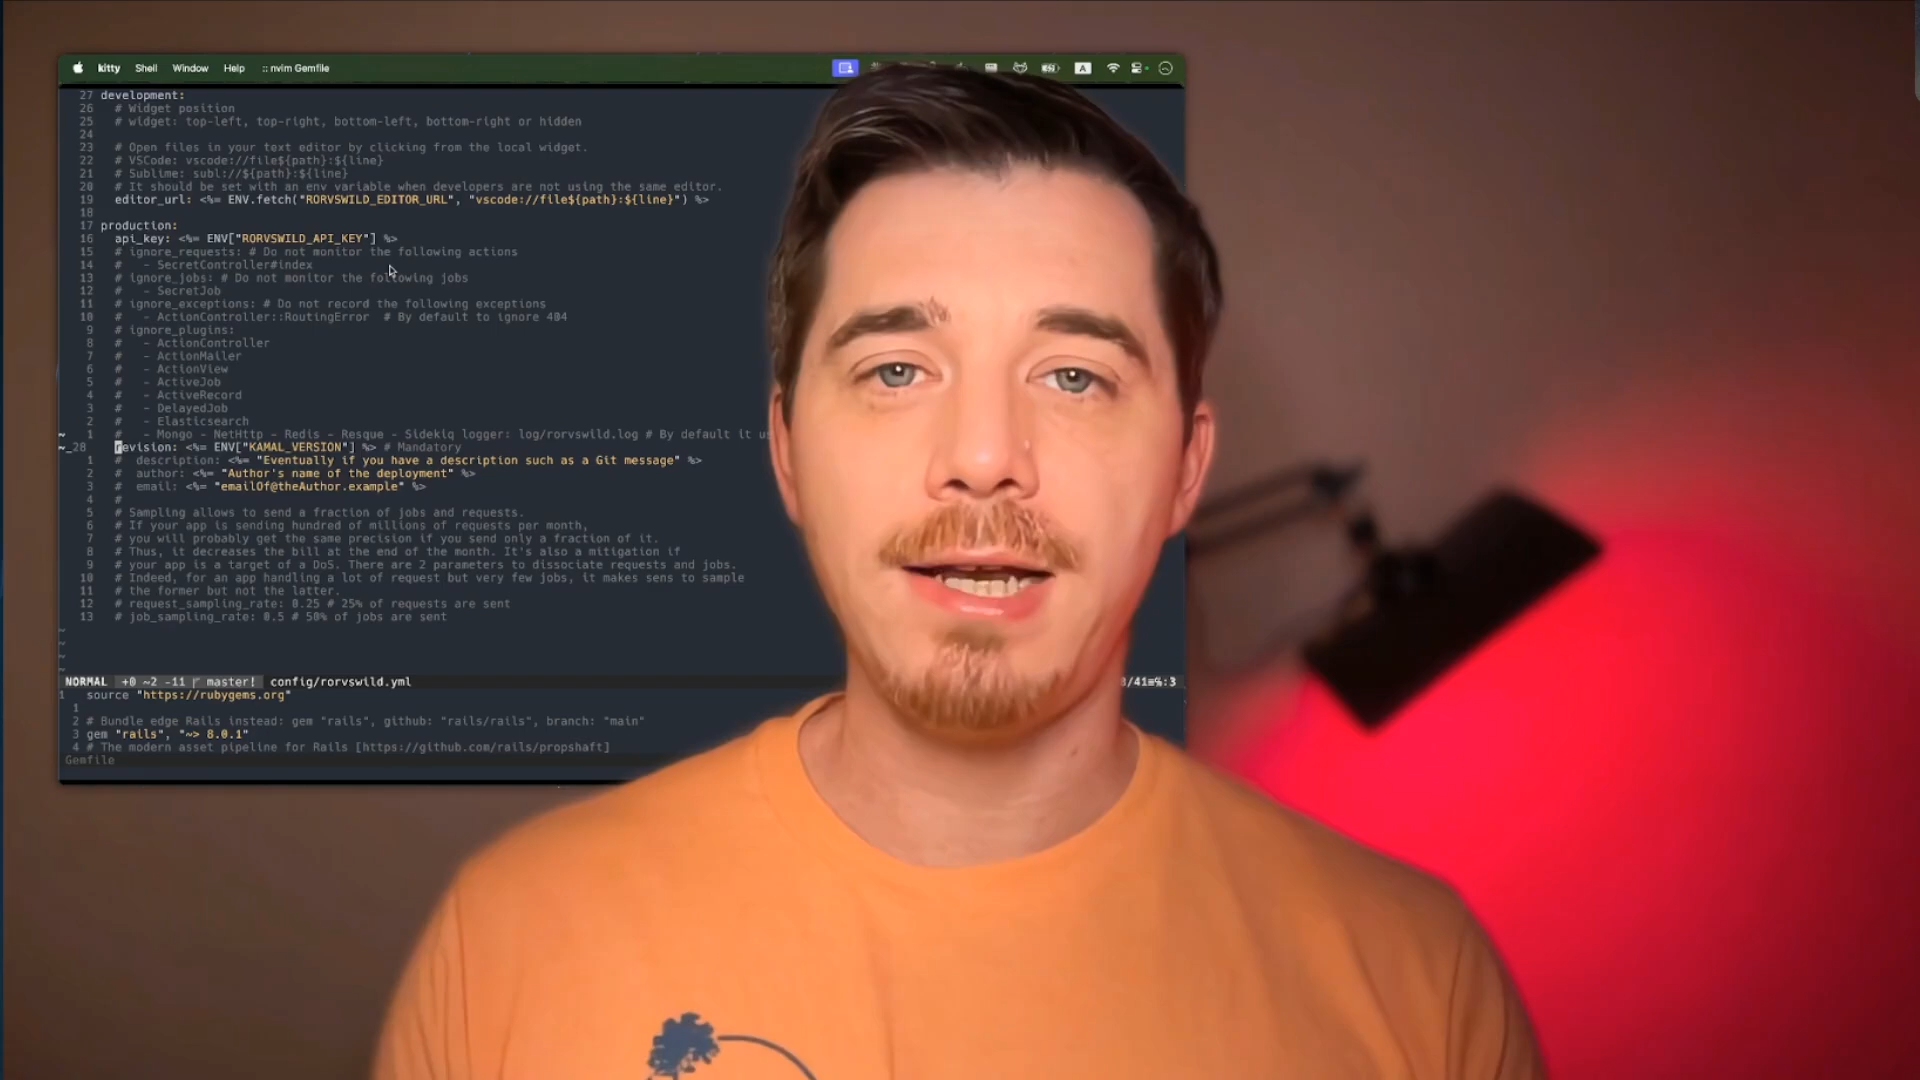 kitty Shell Window Help :: nvim Gemfile
27 development:
26 # Widget position
25 # widget: top-left, top-right, bottom-left, bottom-right or hidden
24
23 # Open files in your text editor by clicking from the local widget.
22 # VSCode: vscode://file${path}:${line}
21 # Sublime: subl://${path}:${line}
20 # It should be set with an env variable when developers are not using the same editor.
19 editor_url: <%= ENV.fetch("RORVSWILD_EDITOR_URL", "vscode://file${path}:${line}") %>
18
17 production:
16 api_key: <%= ENV["RORVSWILD_API_KEY"] %>
15 # ignore_requests: # Do not monitor the following actions
14 # - SecretController#index
13 # ignore_jobs: # Do not monitor the following jobs
12 # - SecretJob
11 # ignore_exceptions: # Do not record the following exceptions
10 # - ActionController::RoutingError # By default to ignore 404
9 # ignore_plugins:
8 # - ActionController
7 # - ActionMailer
6 # - ActionView
5 # - ActiveJob
4 # - ActiveRecord
3 # - DelayedJob
2 # - Elasticsearch
~ 1 # - Mongo - NetHttp - Redis - Resque - Sidekiq logger: log/rorvswild.log # By default it
~_28 revision: <%= ENV["KAMAL_VERSION"] %> # Mandatory
1 # description: <%= "Eventually if you have a description such as a Git message" %>
2 # author: <%= "Author's name of the deployment" %>
3 # email: <%= "emailOf@theAuthor.example" %>
4 #
5 # Sampling allows to send a fraction of jobs and requests.
6 # If your app is sending hundred of millions of requests per month,
7 # you will probably get the same precision if you send only a fraction of it.
8 # Thus, it decreases the bill at the end of the month. It's also a mitigation if
9 # your app is a target of a DoS. There are 2 parameters to dissociate requests and jobs.
10 # Indeed, for an app handling a lot of request but very few jobs, it makes sens to sample
11 # the former but not the latter.
12 # request_sampling_rate: 0.25 # 25% of requests are sent
13 # job_sampling_rate: 0.5 # 50% of jobs are sent
~
~
~
~
NORMAL +0 ~2 -11 master! config/rorvswild.yml
1 source "https://rubygems.org"
1
2 # Bundle edge Rails instead: gem "rails", github: "rails/rails", branch: "main"
3 gem "rails", "~> 8.0.1"
4 # The modern asset pipeline for Rails [https://github.com/rails/propshaft]
Gemfile